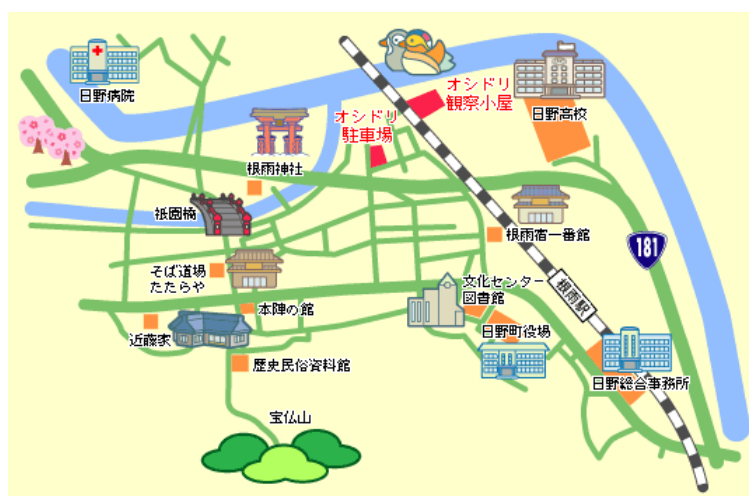 日野病院
オシドリ
観察小屋
日野高校
オシドリ
駐車場
根雨神社
祇園橋
根雨宿一番館
181
そば道場
たたらや
文化センター
図書館
根雨駅
本陣の館
近藤家
日野町役場
歴史民俗資料館
日野総合事務所
宝仏山